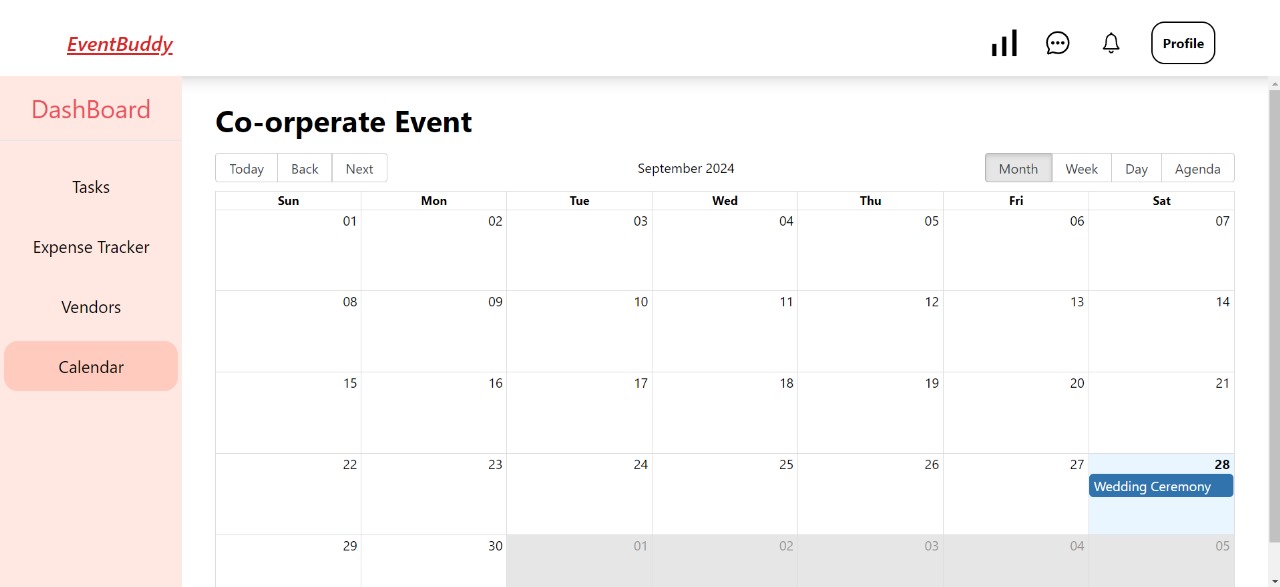 EventBuddy
Profile
DashBoard
Tasks
Expense Tracker
Vendors
Calendar
Co-orperate Event
Today Back Next September 2024 Month Week Day Agenda
Sun Mon Tue Wed Thu Fri Sat
01 02 03 04 05 06 07
08 09 10 11 12 13 14
15 16 17 18 19 20 21
22 23 24 25 26 27 28
Wedding Ceremony
29 30 01 02 03 04 05